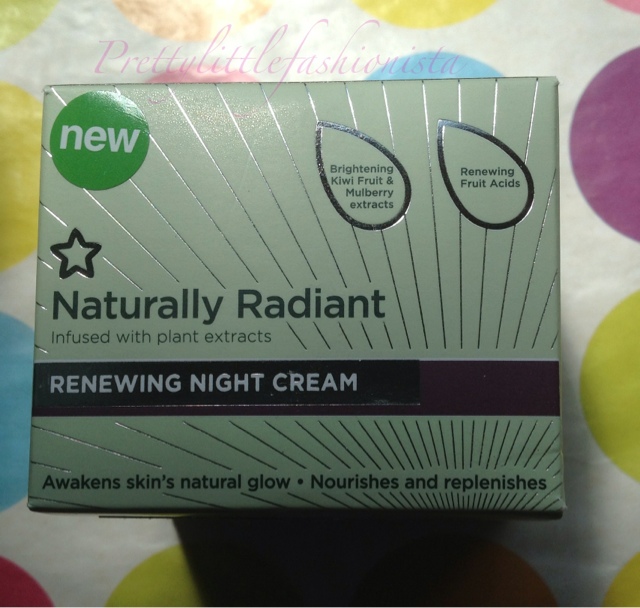 Prettylittlefashionista
new
Brightening
Kiwi Fruit &
Mulberry
extracts
Renewing
Fruit Acids
Naturally Radiant
Infused with plant extracts
RENEWING NIGHT CREAM
Awakens skin's natural glow • Nourishes and replenishes